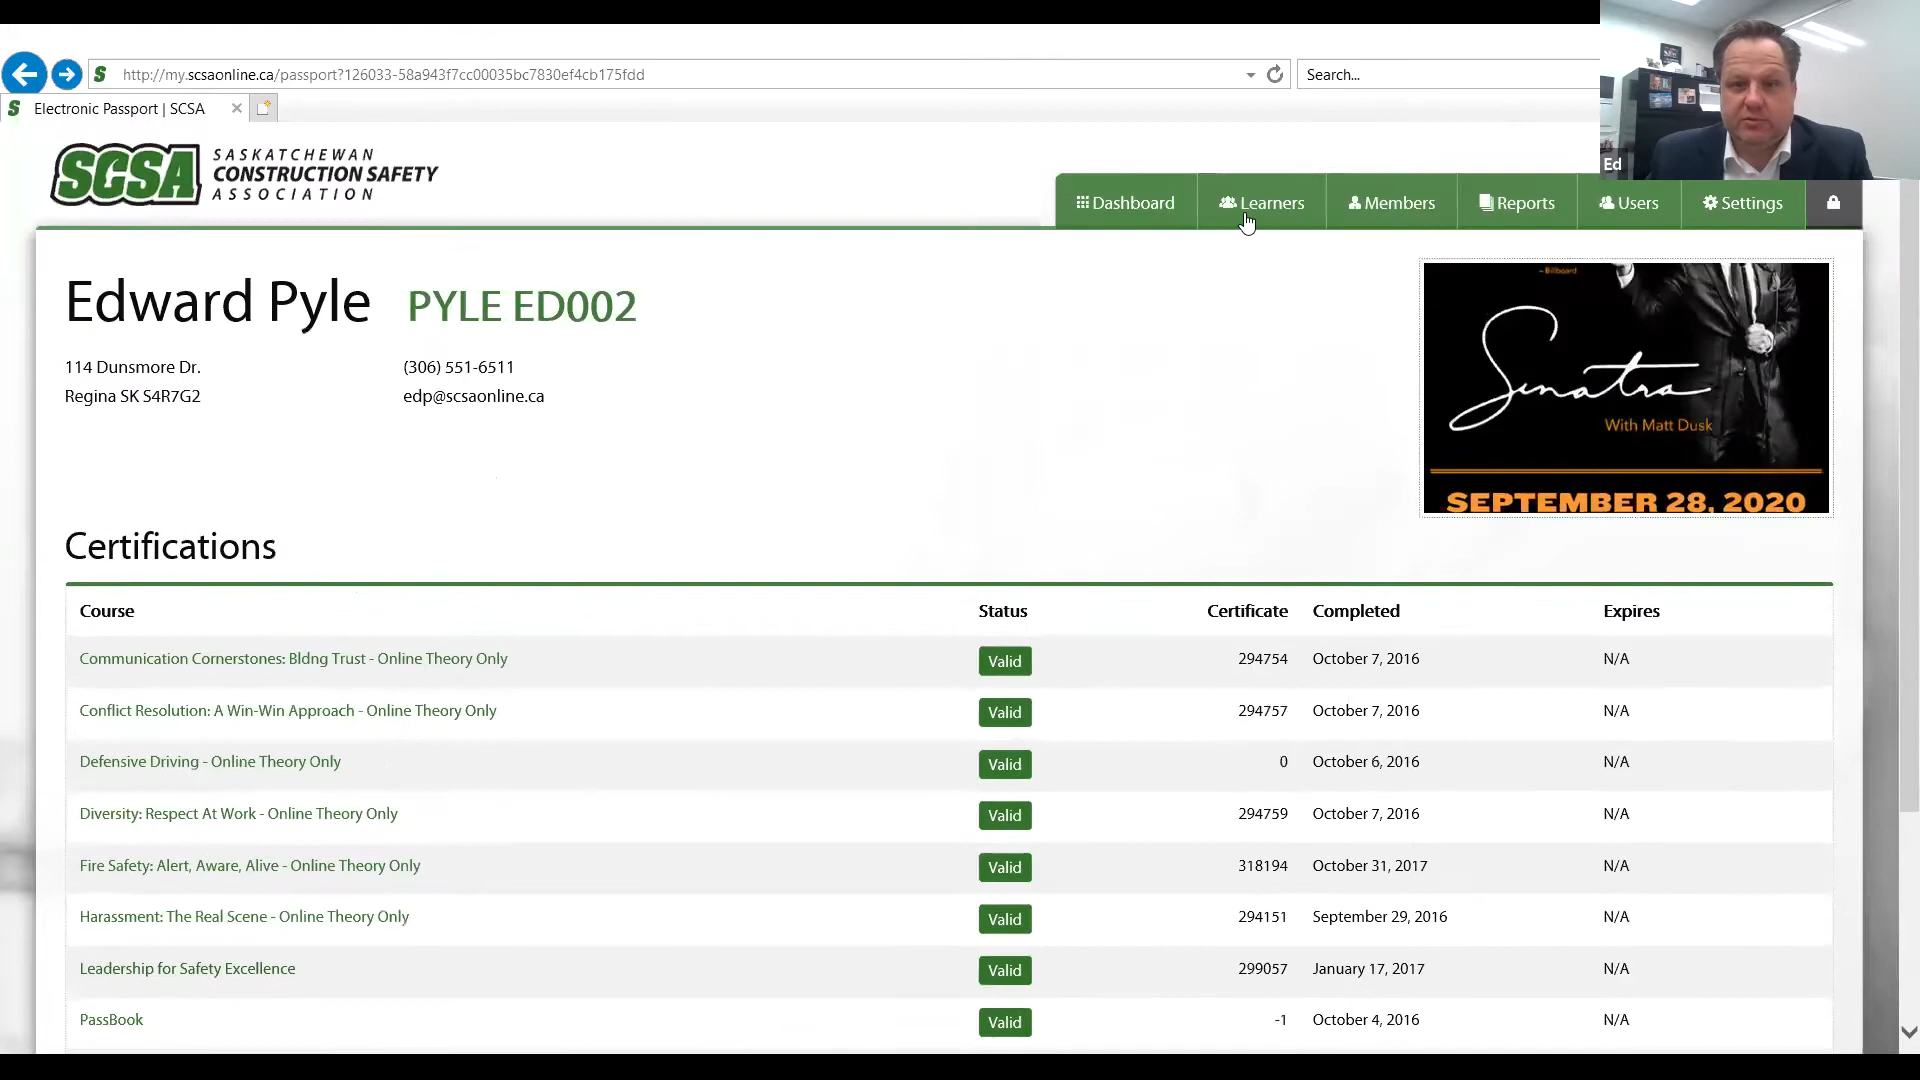 http://my.scsaonline.ca/passport?126033-58a943f7cc00035bc7830ef4cb175fdd
Search...
Electronic Passport | SCSA
Ed
SCSA
SASKATCHEWAN
CONSTRUCTION SAFETY
ASSOCIATION
Dashboard Learners Members Reports Users Settings
Edward Pyle PYLE ED002
114 Dunsmore Dr. (306) 551-6511
Regina SK S4R7G2 edp@scsaonline.ca
~ Billboard
Sinatra
With Matt Dusk
SEPTEMBER 28, 2020
Certifications
Course Status Certificate Completed Expires
Communication Cornerstones: Bldng Trust - Online Theory Only Valid 294754 October 7, 2016 N/A
Conflict Resolution: A Win-Win Approach - Online Theory Only Valid 294757 October 7, 2016 N/A
Defensive Driving - Online Theory Only Valid 0 October 6, 2016 N/A
Diversity: Respect At Work - Online Theory Only Valid 294759 October 7, 2016 N/A
Fire Safety: Alert, Aware, Alive - Online Theory Only Valid 318194 October 31, 2017 N/A
Harassment: The Real Scene - Online Theory Only Valid 294151 September 29, 2016 N/A
Leadership for Safety Excellence Valid 299057 January 17, 2017 N/A
PassBook Valid -1 October 4, 2016 N/A